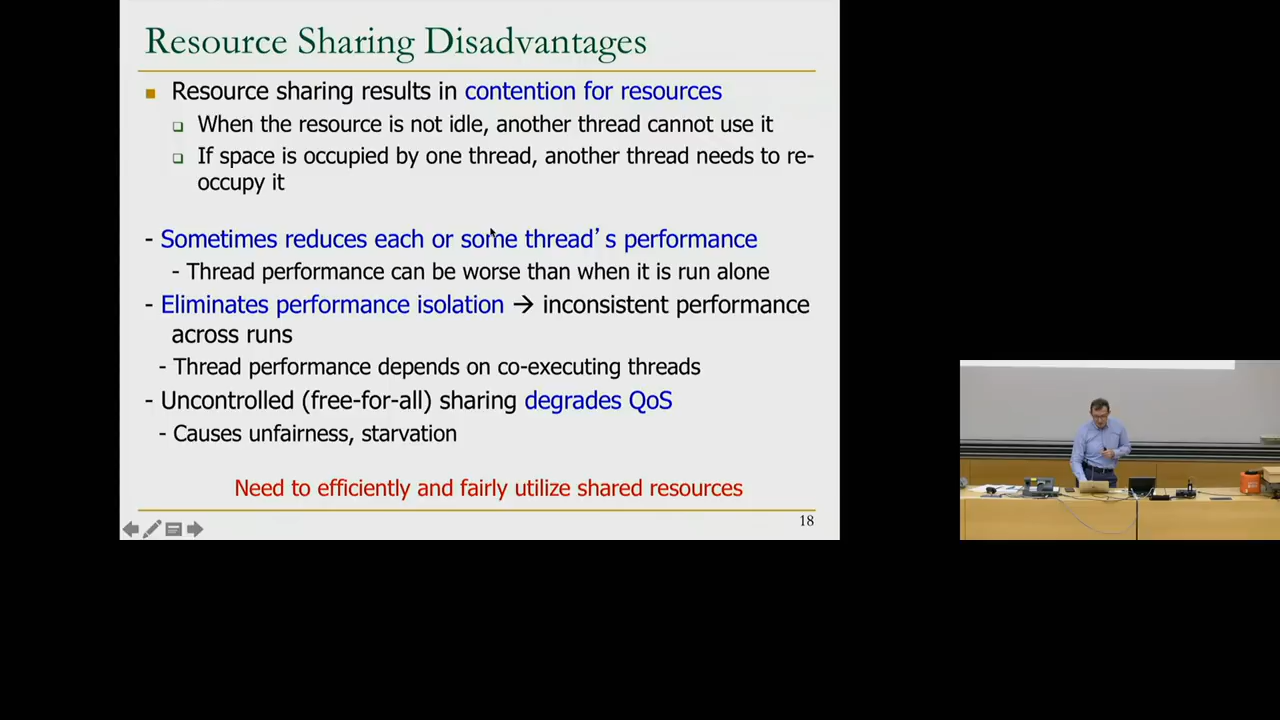 Resource Sharing Disadvantages
Resource sharing results in contention for resources
When the resource is not idle, another thread cannot use it
If space is occupied by one thread, another thread needs to re-
occupy it
- Sometimes reduces each or some thread's performance
- Thread performance can be worse than when it is run alone
- Eliminates performance isolation → inconsistent performance
across runs
- Thread performance depends on co-executing threads
- Uncontrolled (free-for-all) sharing degrades QoS
- Causes unfairness, starvation
Need to efficiently and fairly utilize shared resources
18